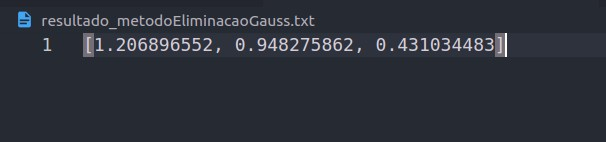 resultado_metodoEliminacaoGauss.txt
1 [1.206896552, 0.948275862, 0.431034483]